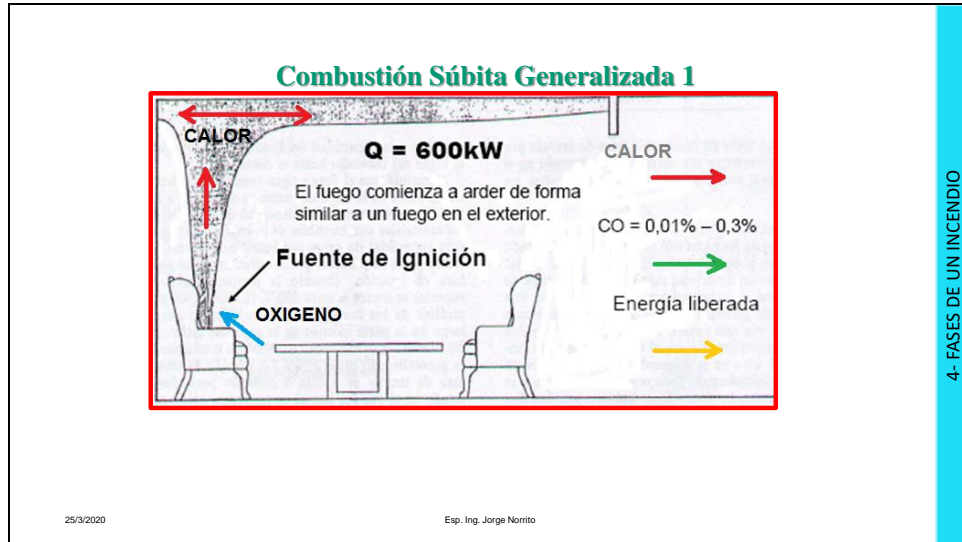 Combustión Súbita Generalizada 1
CALOR
Q = 600kW
El fuego comienza a arder de forma
similar a un fuego en el exterior.
Fuente de Ignición
OXIGENO
CALOR
CO = 0,01% – 0,3%
Energía liberada
4- FASES DE UN INCENDIO
25/3/2020
Esp. Ing. Jorge Norrito